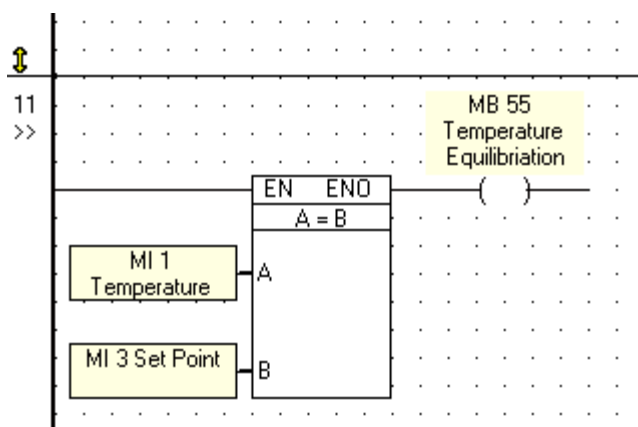 11
>>
MB 55
Temperature
Equilibriation
EN ENO
A = B
MI 1
Temperature
A
MI 3 Set Point
B